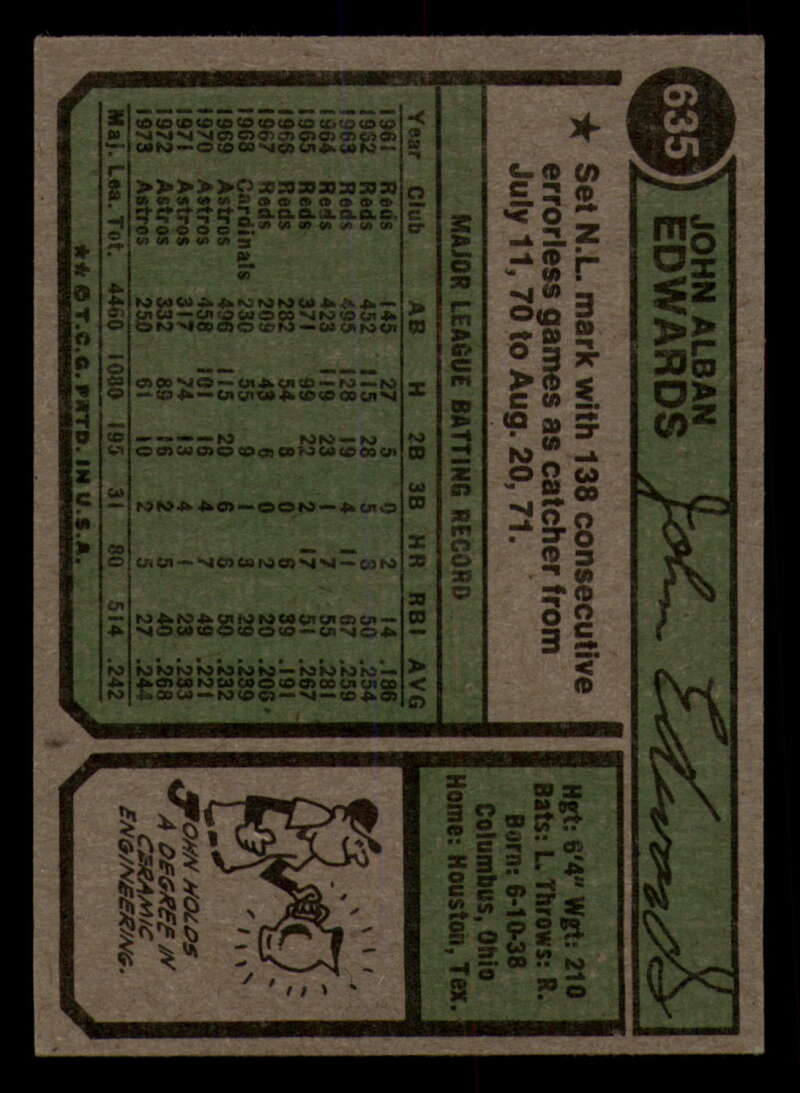 635
JOHN ALBAN
EDWARDS
John Edwards
★ Set N.L. mark with 138 consecutive
errorless games as catcher from
July 11, 70 to Aug. 20, 71.
MAJOR LEAGUE BATTING RECORD
Year Club AB H 2B 3B HR RBI AVG
1961 Reds 145 27 5 0 2 14 .186
1962 Reds 452 115 28 5 8 50 .254
1963 Reds 495 128 19 4 11 67 .259
1964 Reds 423 119 23 1 7 55 .281
1965 Reds 371 99 22 2 17 51 .267
1966 Reds 282 54 8 0 6 39 .191
1967 Reds 209 43 6 0 2 20 .206
1968 Cardinals 230 55 9 1 3 29 .239
1969 Astros 496 115 20 6 6 50 .232
1970 Astros 458 101 16 4 7 49 .221
1971 Astros 317 74 13 4 1 23 .233
1972 Astros 332 89 16 2 5 40 .268
1973 Astros 250 61 10 2 5 27 .244
Maj. Lea. Tot. 4460 1080 195 31 80 514 .242
★★©T.C.G. PRTD. IN U.S.A.
Hgt: 6'4" Wgt: 210
Bats: L. Throws: R.
Born: 6-10-38
Columbus, Ohio
Home: Houston, Tex.
JOHN HOLDS
A DEGREE IN
CERAMIC
ENGINEERING.